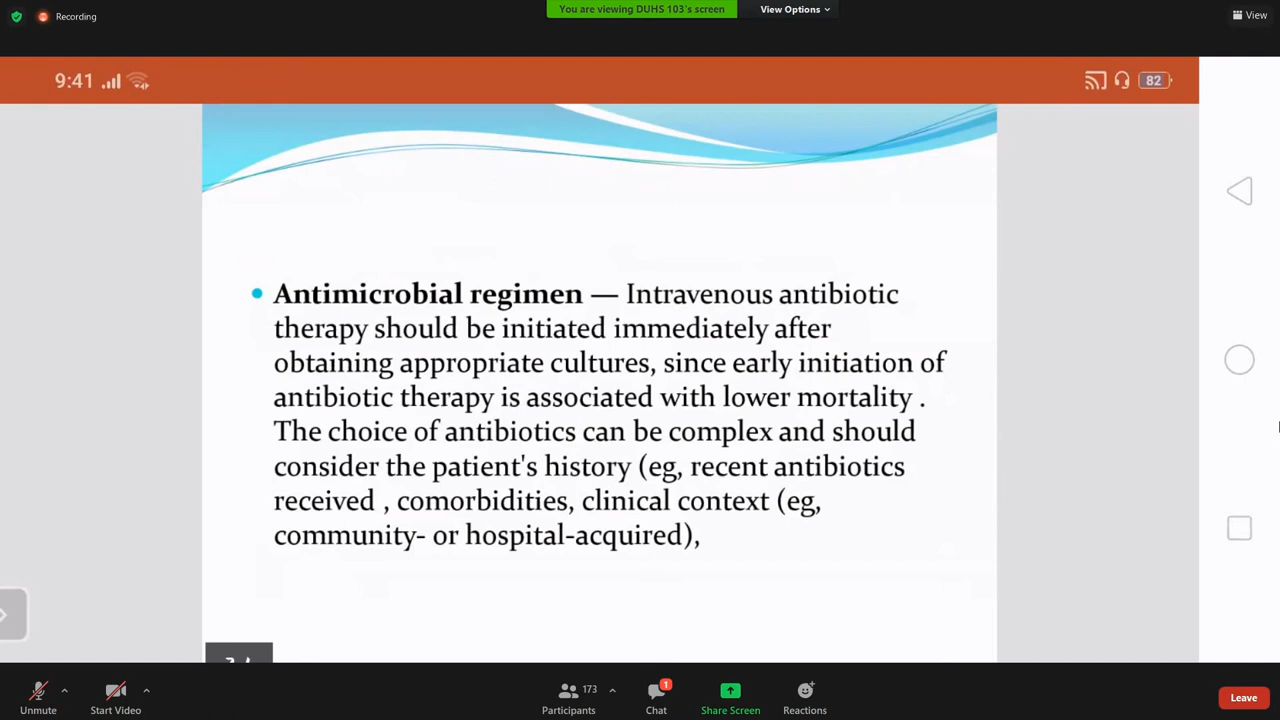 Recording
You are viewing DUHS 103's screen
View Options
View
9:41
82
• Antimicrobial regimen — Intravenous antibiotic
therapy should be initiated immediately after
obtaining appropriate cultures, since early initiation of
antibiotic therapy is associated with lower mortality .
The choice of antibiotics can be complex and should
consider the patient's history (eg, recent antibiotics
received , comorbidities, clinical context (eg,
community- or hospital-acquired),
Unmute
Start Video
173
Participants
1
Chat
Share Screen
Reactions
Leave